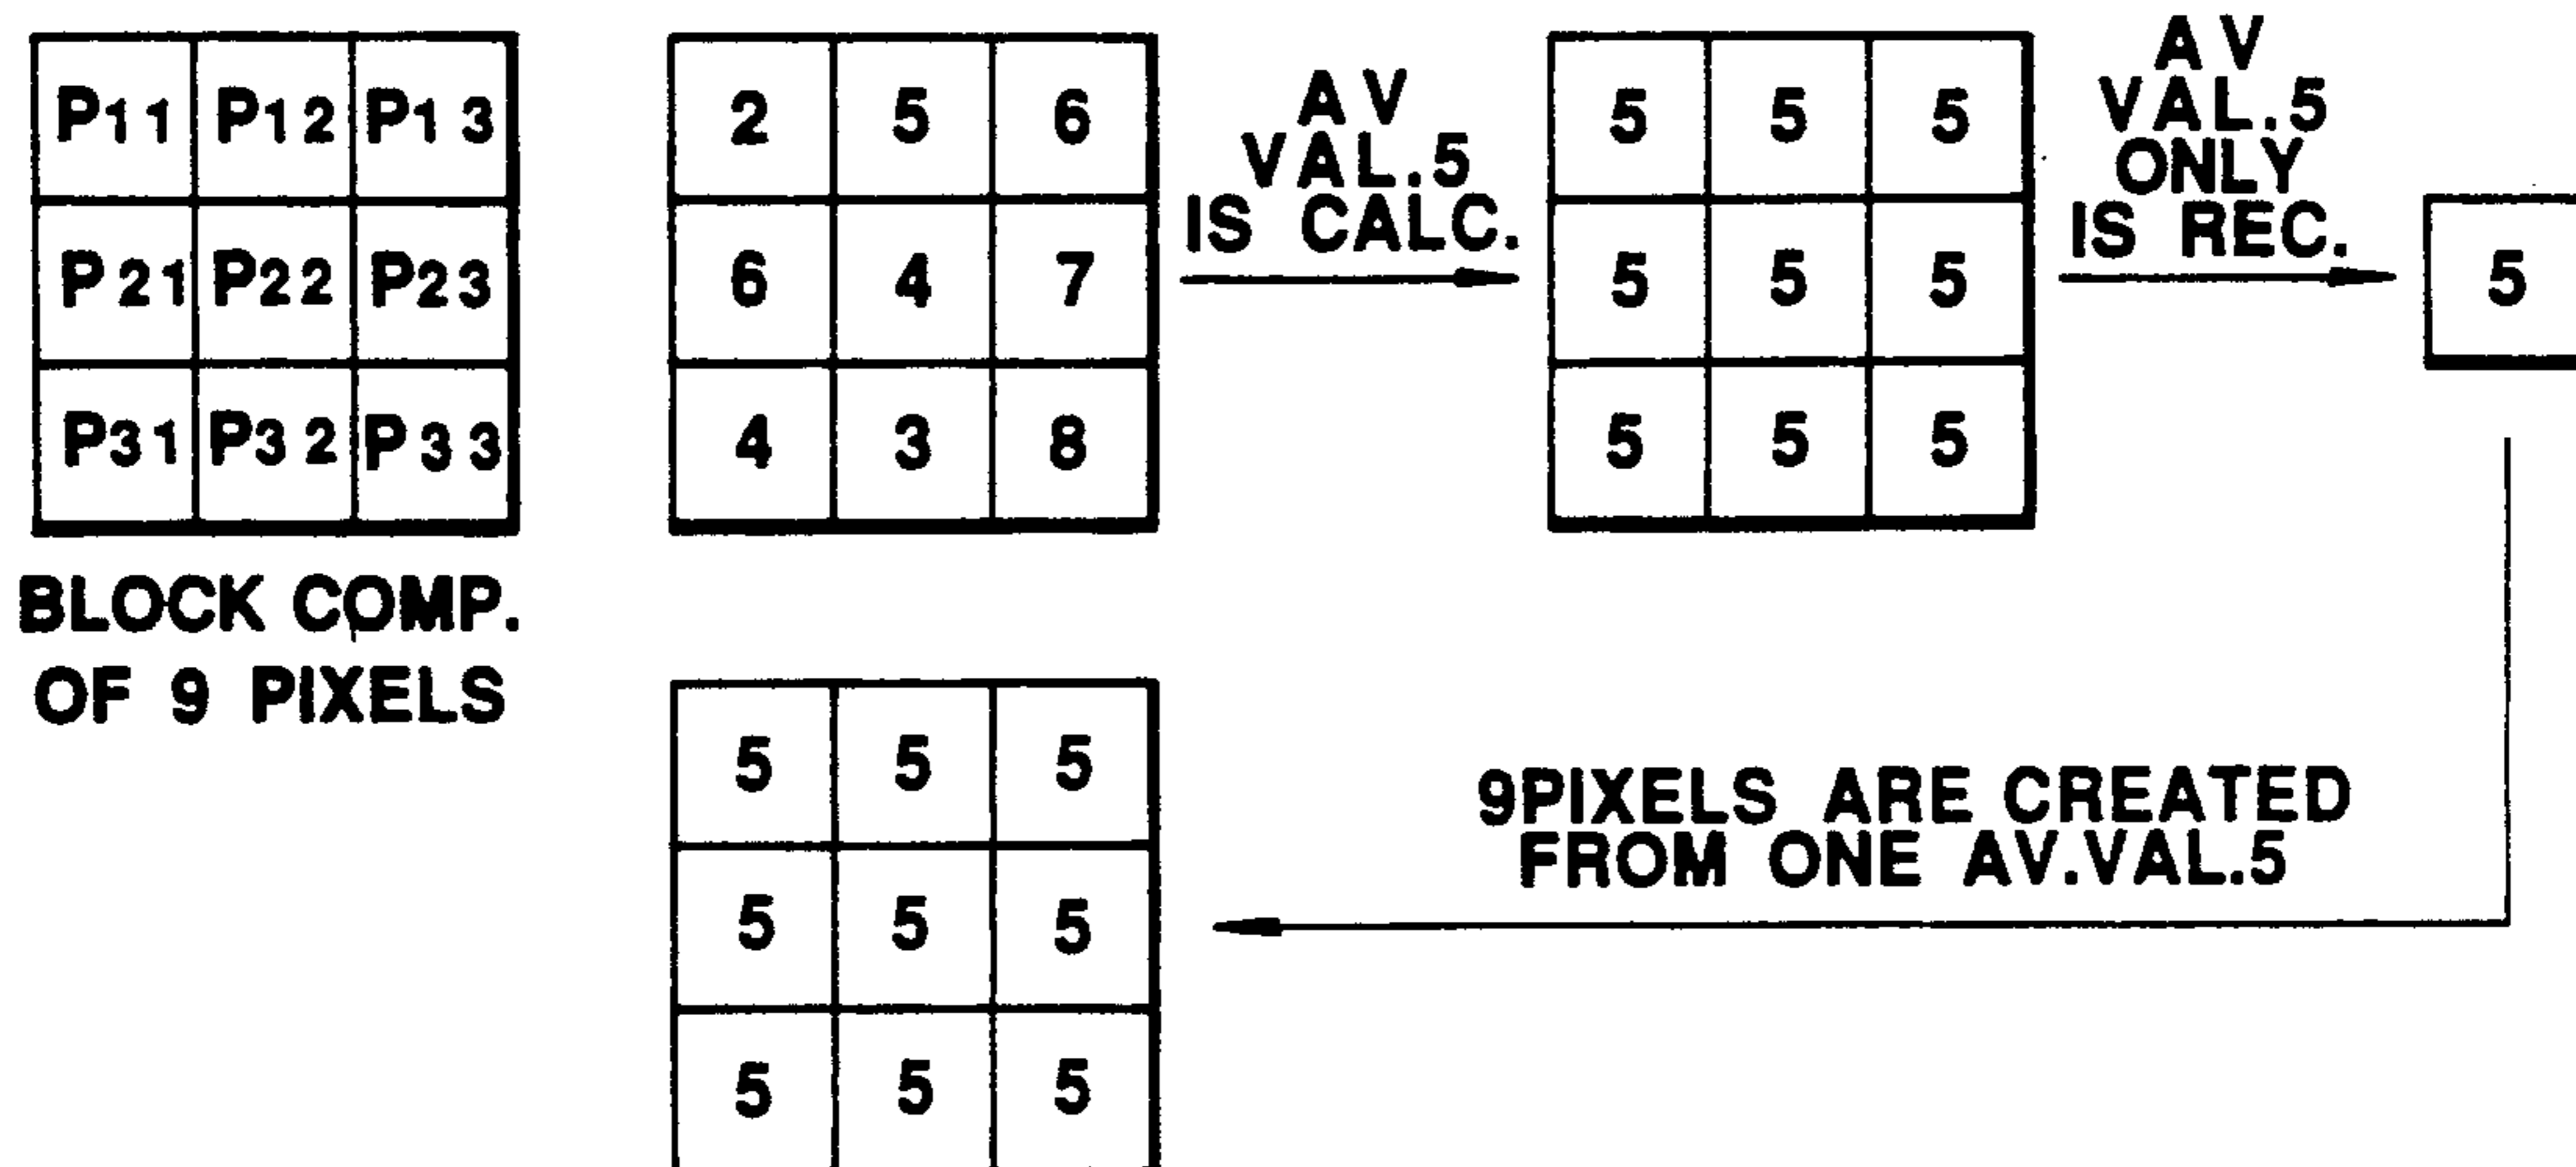 P11 P12 P13
P21 P22 P23
P31 P32 P33
BLOCK COMP.
OF 9 PIXELS
2 5 6
6 4 7
4 3 8
AV
VAL.5
IS CALC.
5 5 5
5 5 5
5 5 5
AV
VAL.5
ONLY
IS REC.
5
9PIXELS ARE CREATED
FROM ONE AV.VAL.5
5 5 5
5 5 5
5 5 5